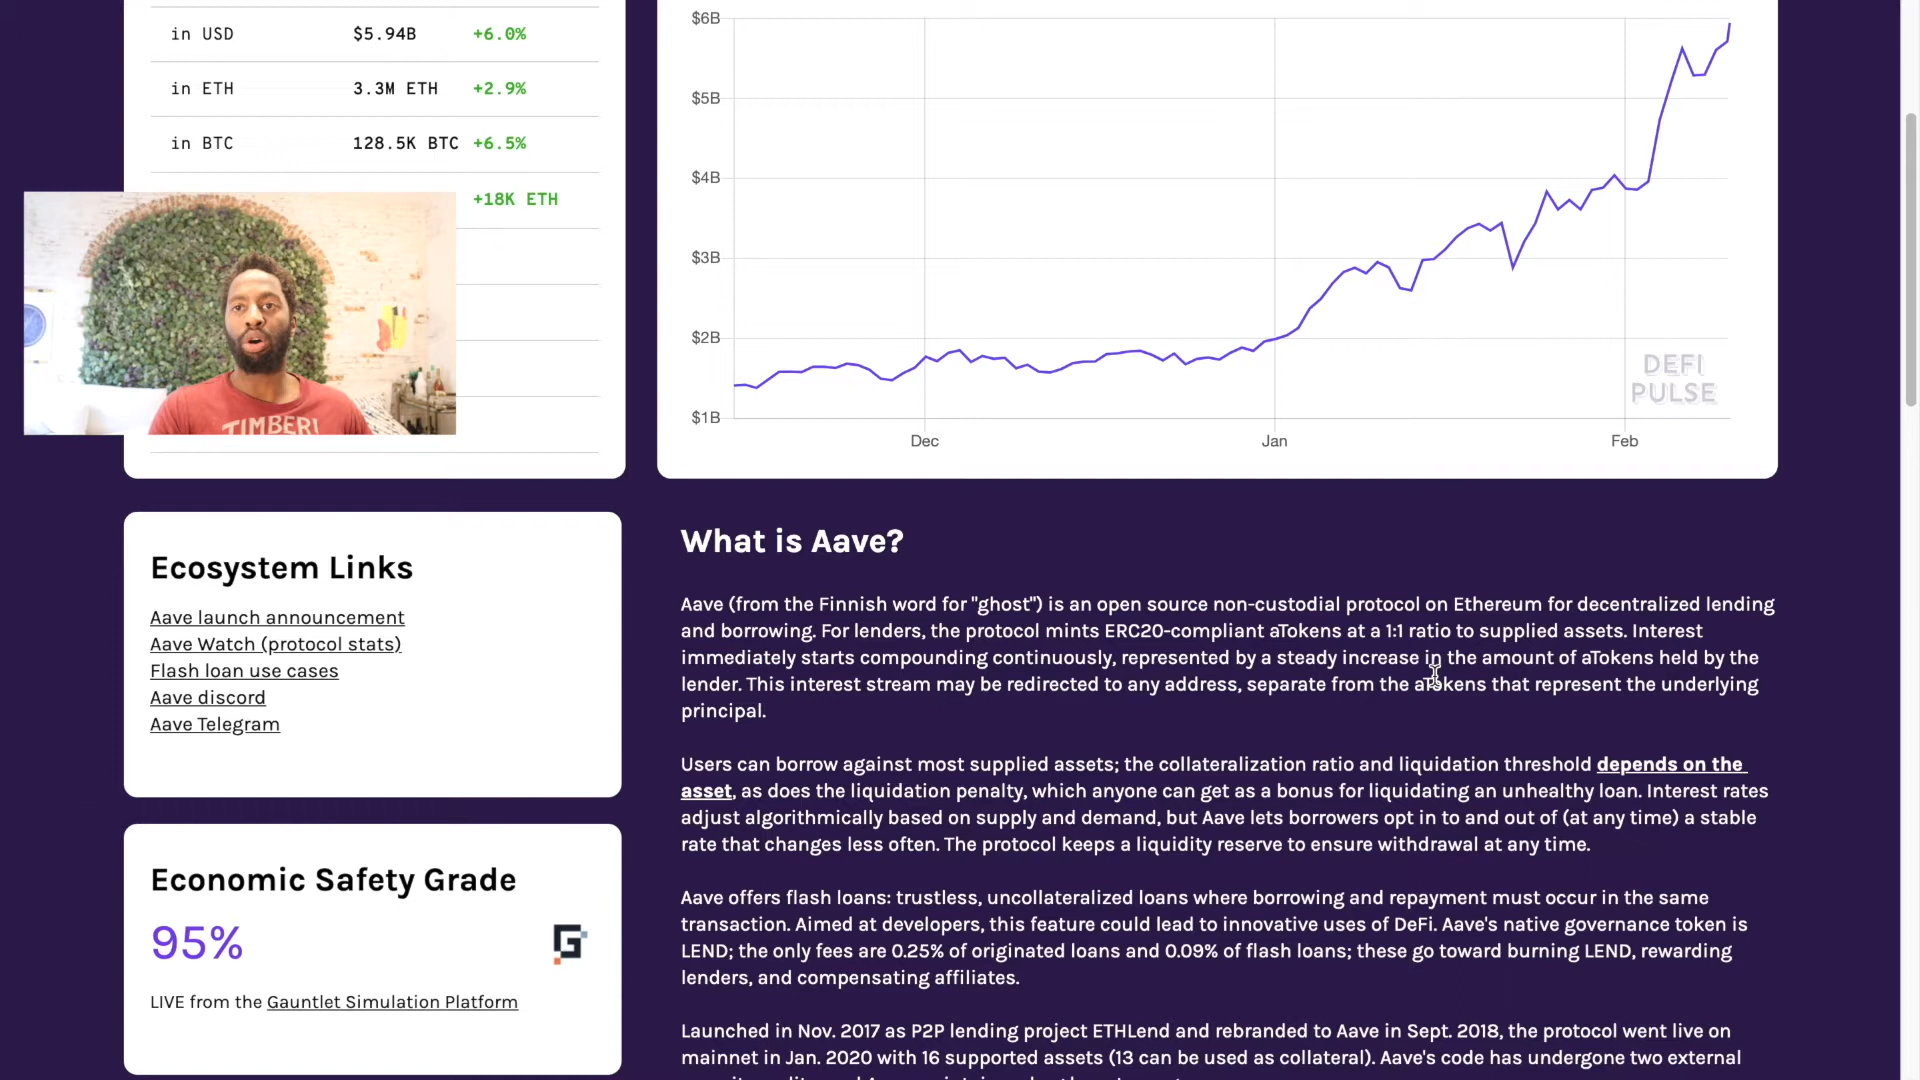 in USD $5.94B +6.0%
in ETH 3.3M ETH +2.9%
in BTC 128.5K BTC +6.5%
+18K ETH
TIMBER!
$6B
$5B
$4B
$3B
$2B
$1B
Dec Jan Feb
DEFI
PULSE
Ecosystem Links
Aave launch announcement
Aave Watch (protocol stats)
Flash loan use cases
Aave discord
Aave Telegram
Economic Safety Grade
95%
LIVE from the Gauntlet Simulation Platform
What is Aave?
Aave (from the Finnish word for "ghost") is an open source non-custodial protocol on Ethereum for decentralized lending
and borrowing. For lenders, the protocol mints ERC20-compliant aTokens at a 1:1 ratio to supplied assets. Interest
immediately starts compounding continuously, represented by a steady increase in the amount of aTokens held by the
lender. This interest stream may be redirected to any address, separate from the aTokens that represent the underlying
principal.
Users can borrow against most supplied assets; the collateralization ratio and liquidation threshold depends on the
asset, as does the liquidation penalty, which anyone can get as a bonus for liquidating an unhealthy loan. Interest rates
adjust algorithmically based on supply and demand, but Aave lets borrowers opt in to and out of (at any time) a stable
rate that changes less often. The protocol keeps a liquidity reserve to ensure withdrawal at any time.
Aave offers flash loans: trustless, uncollateralized loans where borrowing and repayment must occur in the same
transaction. Aimed at developers, this feature could lead to innovative uses of DeFi. Aave's native governance token is
LEND; the only fees are 0.25% of originated loans and 0.09% of flash loans; these go toward burning LEND, rewarding
lenders, and compensating affiliates.
Launched in Nov. 2017 as P2P lending project ETHLend and rebranded to Aave in Sept. 2018, the protocol went live on
mainnet in Jan. 2020 with 16 supported assets (13 can be used as collateral). Aave's code has undergone two external